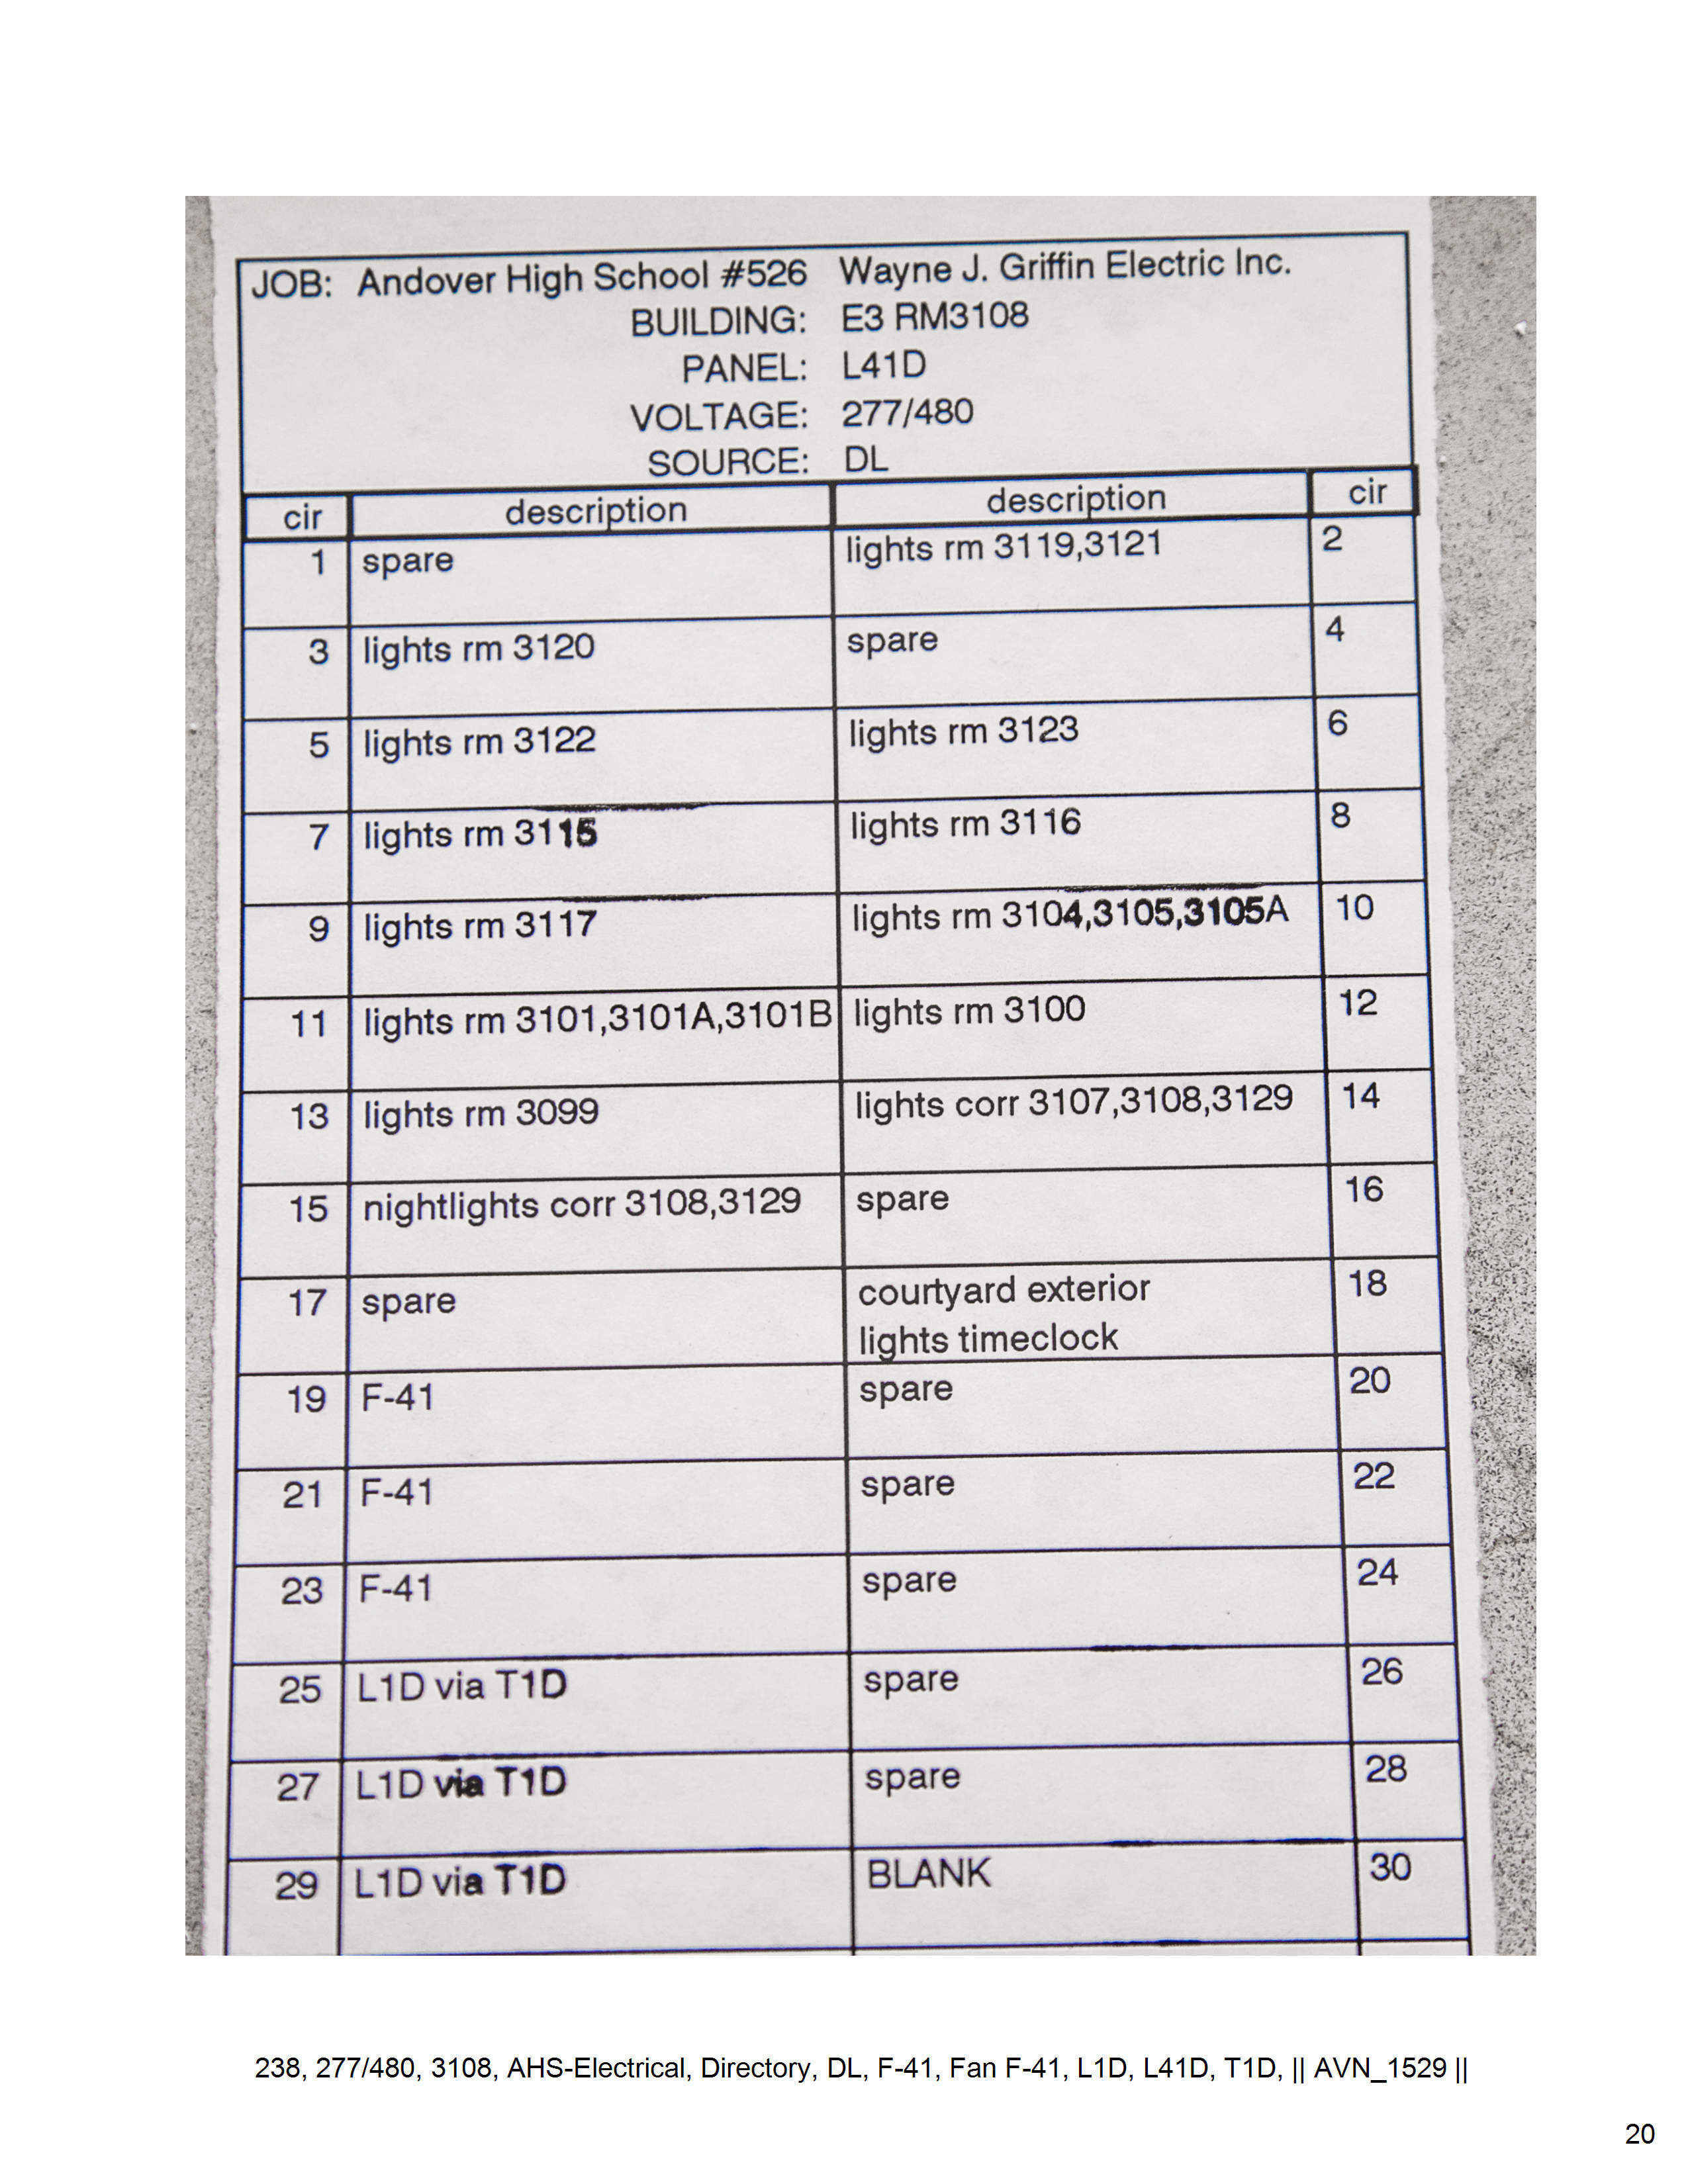 JOB: Andover High School #526 Wayne J. Griffin Electric Inc.
BUILDING: E3 RM3108
PANEL: L41D
VOLTAGE: 277/480
SOURCE: DL
cir description description cir
1 spare lights rm 3119,3121 2
3 lights rm 3120 spare 4
5 lights rm 3122 lights rm 3123 6
7 lights rm 3115 lights rm 3116 8
9 lights rm 3117 lights rm 3104,3105,3105A 10
11 lights rm 3101,3101A,3101B lights rm 3100 12
13 lights rm 3099 lights corr 3107,3108,3129 14
15 nightlights corr 3108,3129 spare 16
17 spare courtyard exterior 18
lights timeclock
19 F-41 spare 20
21 F-41 spare 22
23 F-41 spare 24
25 L1D via T1D spare 26
27 L1D via T1D spare 28
29 L1D via T1D BLANK 30
238, 277/480, 3108, AHS-Electrical, Directory, DL, F-41, Fan F-41, L1D, L41D, T1D, || AVN_1529 ||
20